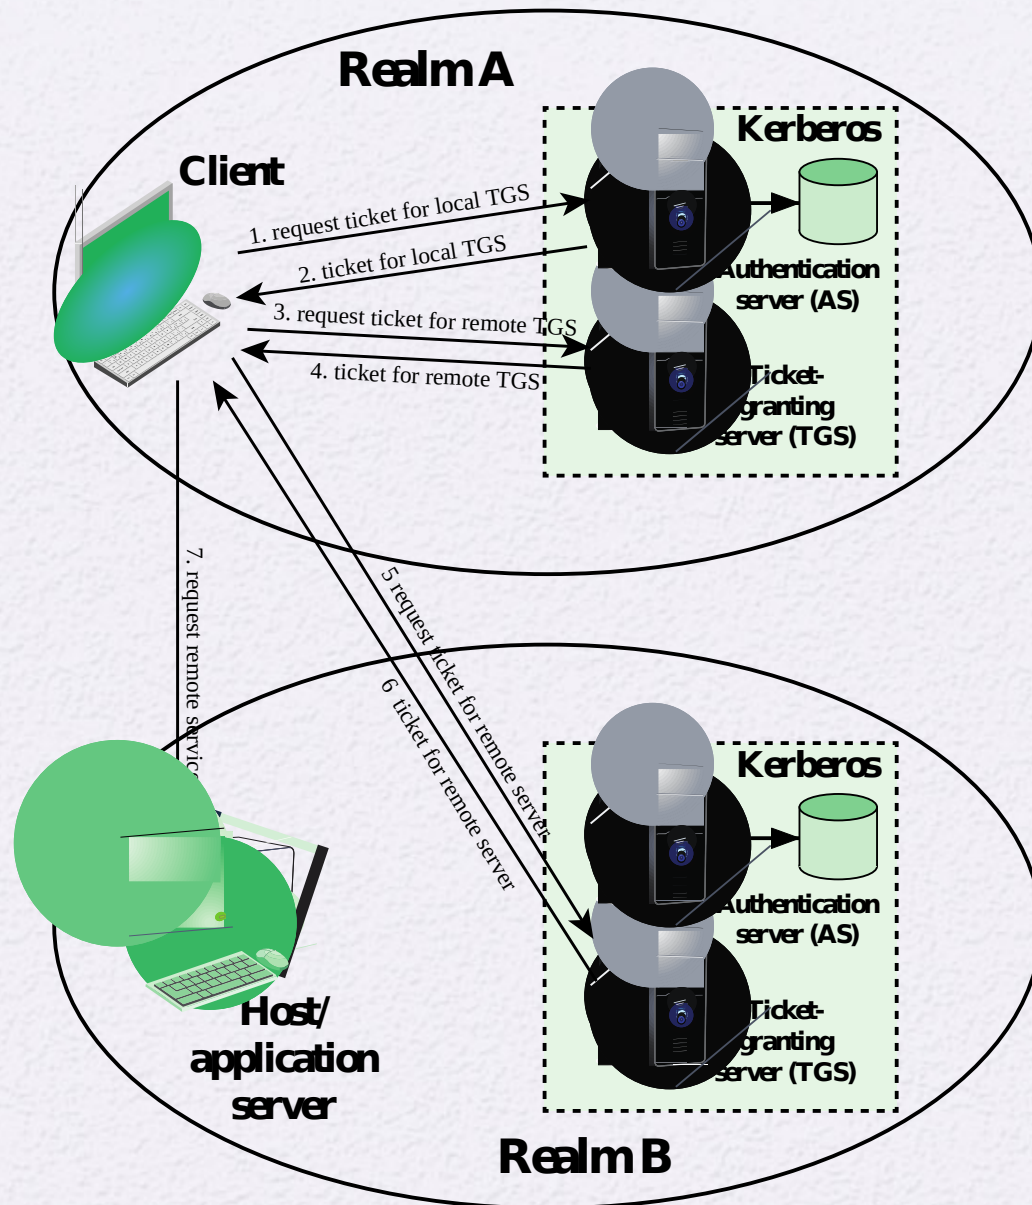 Realm A
Kerberos
Client
1. request ticket for local TGS
2. ticket for local TGS
Authentication
server (AS)
3. request ticket for remote TGS
4. ticket for remote TGS
Ticket-
granting
server (TGS)
7. request remote service
5 request ticket for remote server
6 ticket for remote server
Kerberos
Authentication
server (AS)
Ticket-
granting
server (TGS)
Host/
application
server
Realm B